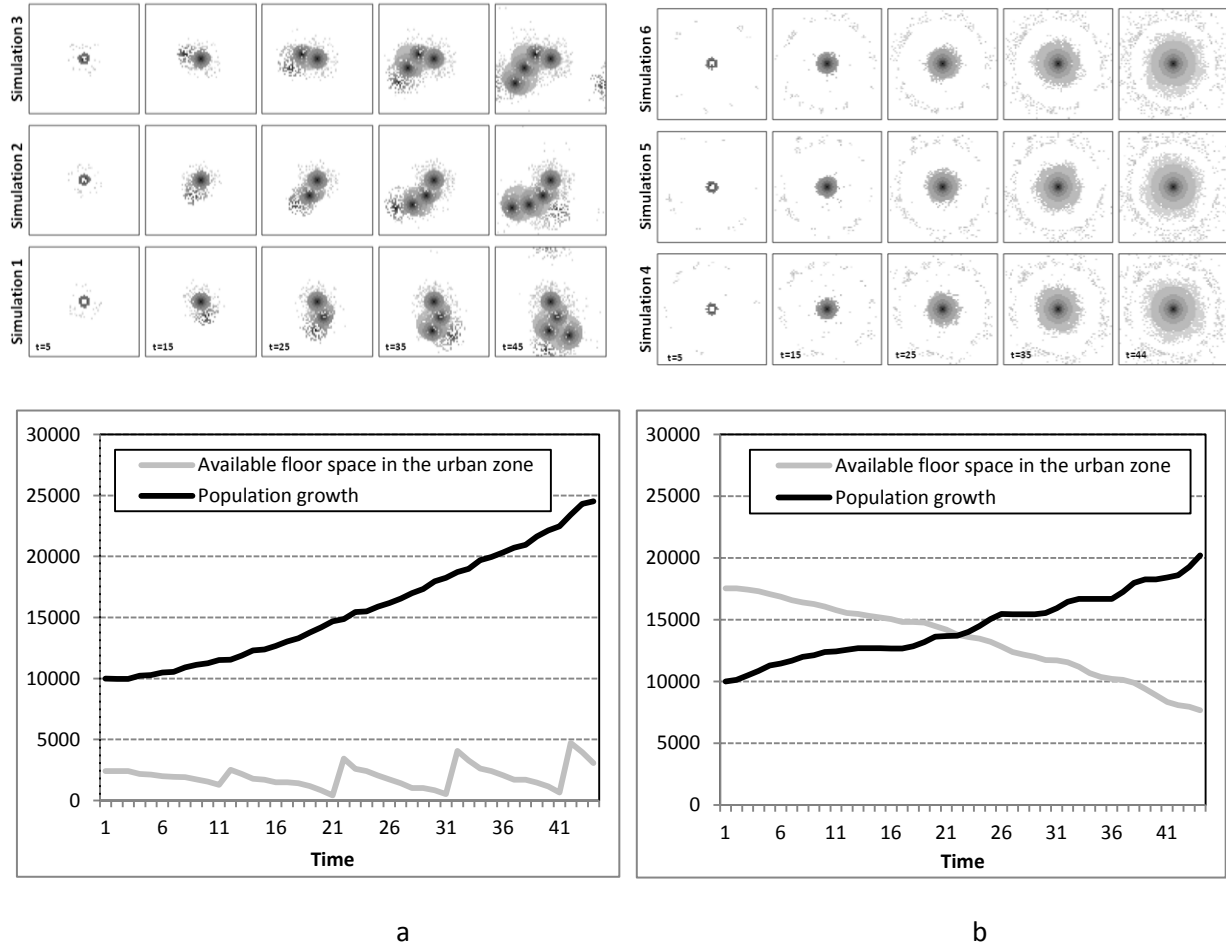 Simulation 3
Simulation 2
Simulation 1
t=5
t=15
t=25
t=35
t=45
Simulation 6
Simulation 5
Simulation 4
t=5
t=15
t=25
t=35
t=44
30000
25000
20000
15000
10000
5000
0
Available floor space in the urban zone
Population growth
1
6
11
16
21
26
31
36
41
Time
30000
25000
20000
15000
10000
5000
0
Available floor space in the urban zone
Population growth
1
6
11
16
21
26
31
36
41
Time
a
b